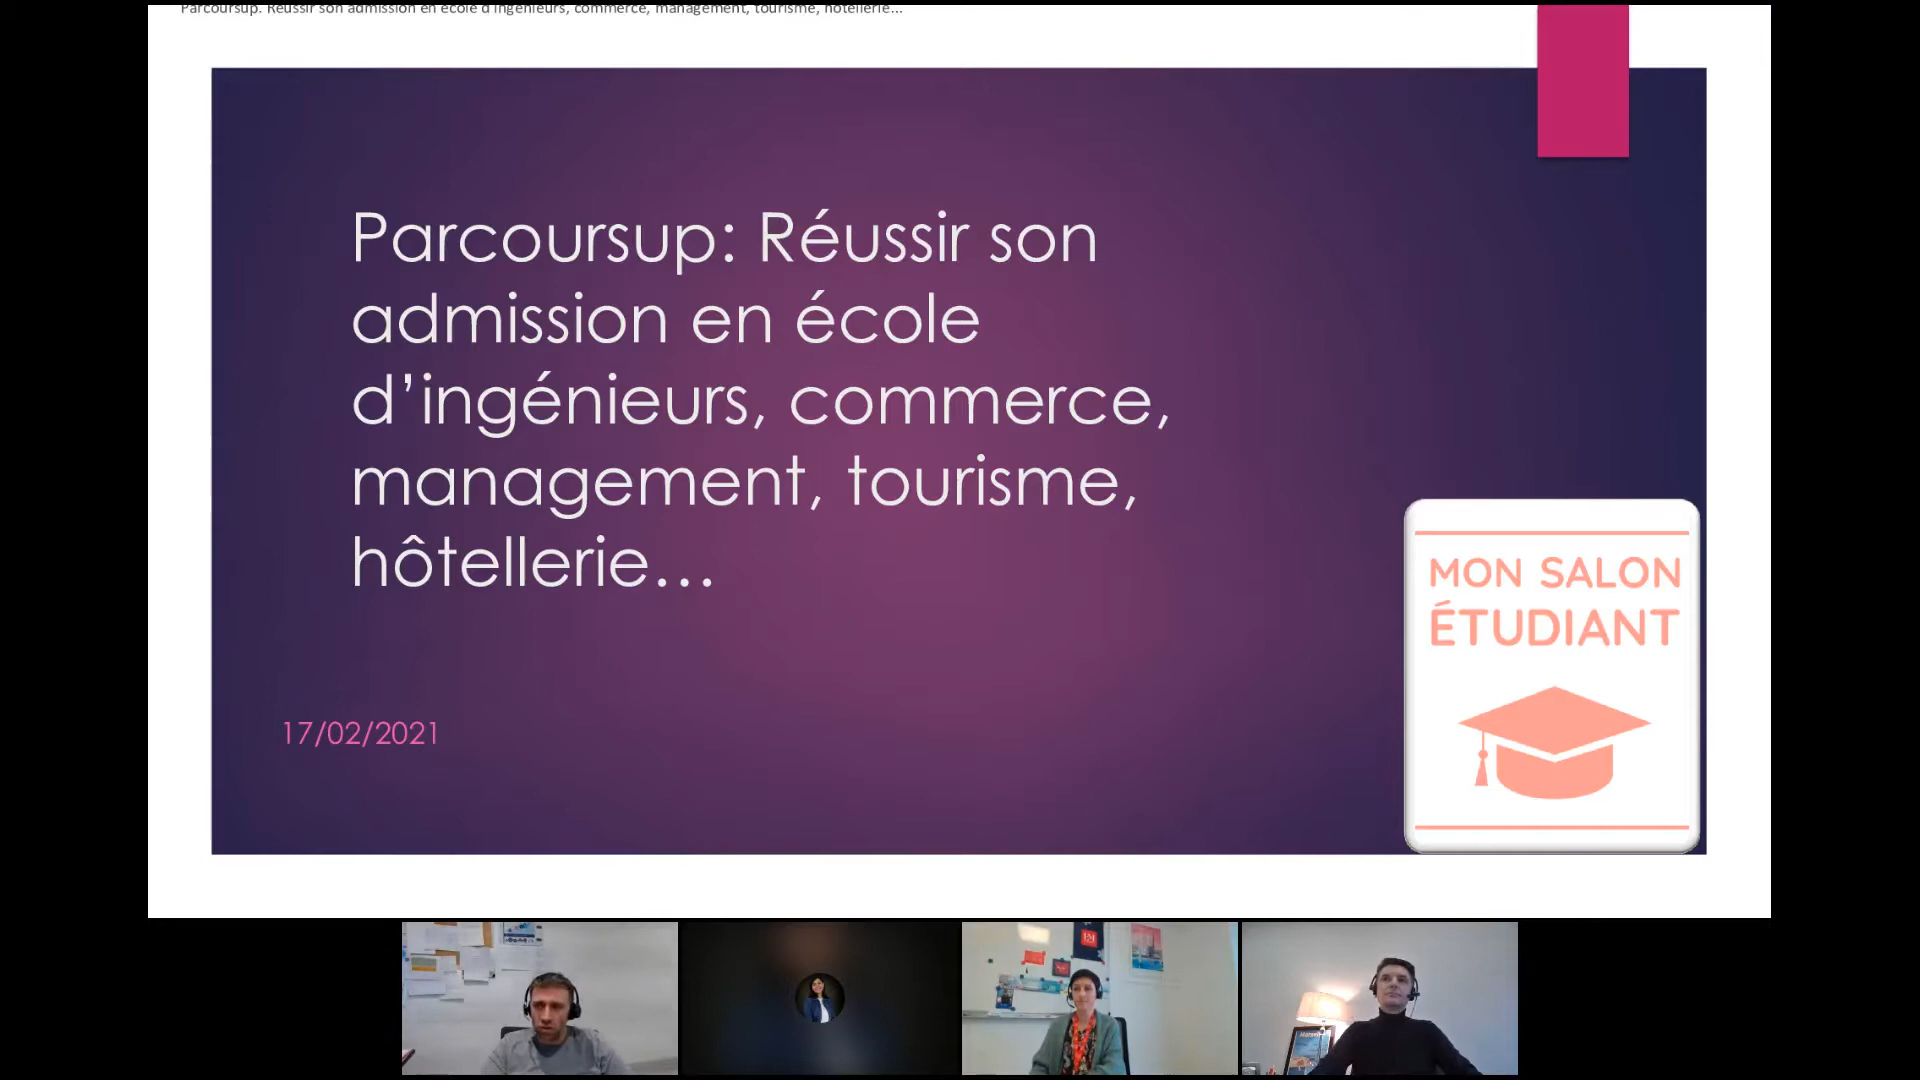 Parcoursup: Réussir son admission en école d'ingénieurs, commerce, management, tourisme, hôtellerie...
Parcoursup: Réussir son
admission en école
d’ingénieurs, commerce,
management, tourisme,
hôtellerie...
17/02/2021
MON SALON
ÉTUDIANT